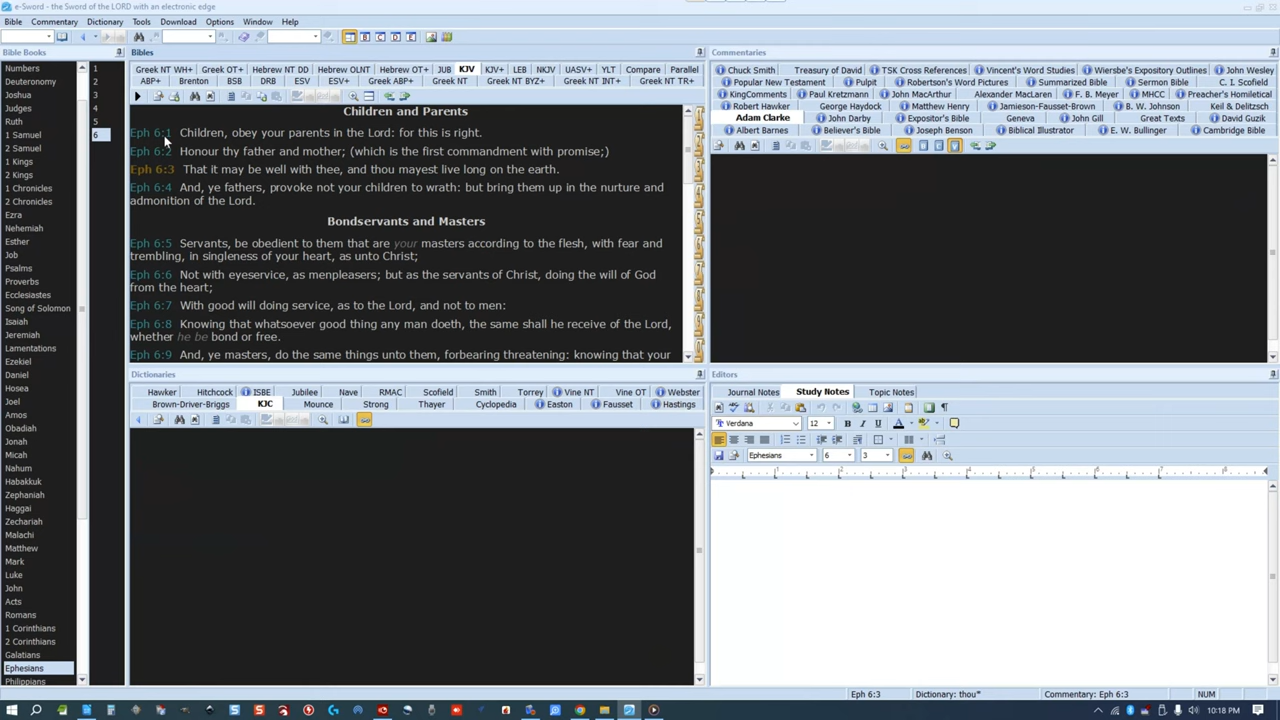 e-Sword - the Sword of the LORD with an electronic edge
Bible Commentary Dictionary Tools Download Options Window Help
B C D E
Bible Books
Numbers
Deuteronomy
Joshua
Judges
Ruth
1 Samuel
2 Samuel
1 Kings
2 Kings
1 Chronicles
2 Chronicles
Ezra
Nehemiah
Esther
Job
Psalms
Proverbs
Ecclesiastes
Song of Solomon
Isaiah
Jeremiah
Lamentations
Ezekiel
Daniel
Hosea
Joel
Amos
Obadiah
Jonah
Micah
Nahum
Habakkuk
Zephaniah
Haggai
Zechariah
Malachi
Matthew
Mark
Luke
John
Acts
Romans
1 Corinthians
2 Corinthians
Galatians
Ephesians
Philippians
1
2
3
4
5
6
Bibles
Greek NT WH+ Greek OT+ Hebrew NT DD Hebrew OLNT Hebrew OT+ JUB KJV KJV+ LEB NKJV UASV+ YLT Compare Parallel
ABP+ Brenton BSB DRB ESV ESV+ Greek ABP+ Greek NT Greek NT BYZ+ Greek NT INT+ Greek NT TR+
Children and Parents
Eph 6:1 Children, obey your parents in the Lord: for this is right.
Eph 6:2 Honour thy father and mother; (which is the first commandment with promise;)
Eph 6:3 That it may be well with thee, and thou mayest live long on the earth.
Eph 6:4 And, ye fathers, provoke not your children to wrath: but bring them up in the nurture and
admonition of the Lord.
Bondservants and Masters
Eph 6:5 Servants, be obedient to them that are your masters according to the flesh, with fear and
trembling, in singleness of your heart, as unto Christ;
Eph 6:6 Not with eyeservice, as menpleasers; but as the servants of Christ, doing the will of God
from the heart;
Eph 6:7 With good will doing service, as to the Lord, and not to men:
Eph 6:8 Knowing that whatsoever good thing any man doeth, the same shall he receive of the Lord,
whether he be bond or free.
Eph 6:9 And, ye masters, do the same things unto them, forbearing threatening: knowing that your
Commentaries
Chuck Smith Treasury of David TSK Cross References Vincent's Word Studies Wiersbe's Expository Outlines John Wesley
Popular New Testament Pulpit Robertson's Word Pictures Summarized Bible Sermon Bible C. I. Scofield
KingComments Paul Kretzmann John MacArthur Alexander MacLaren F. B. Meyer MHCC Preacher's Homiletical
Robert Hawker George Haydock Matthew Henry Jamieson-Fausset-Brown B. W. Johnson Keil & Delitzsch
Adam Clarke John Darby Expositor's Bible Geneva John Gill Great Texts David Guzik
Albert Barnes Believer's Bible Joseph Benson Biblical Illustrator E. W. Bullinger Cambridge Bible
Dictionaries
Hawker Hitchcock ISBE Jubilee Nave RMAC Scofield Smith Torrey Vine NT Vine OT Webster
Brown-Driver-Briggs KJC Mounce Strong Thayer Cyclopedia Easton Fausset Hastings
Editors
Journal Notes Study Notes Topic Notes
Verdana 12 B I U A
Ephesians 6 3
1 2 3 4 5 6 7 8
Eph 6:3 Dictionary: thou* Commentary: Eph 6:3 NUM
10:18 PM